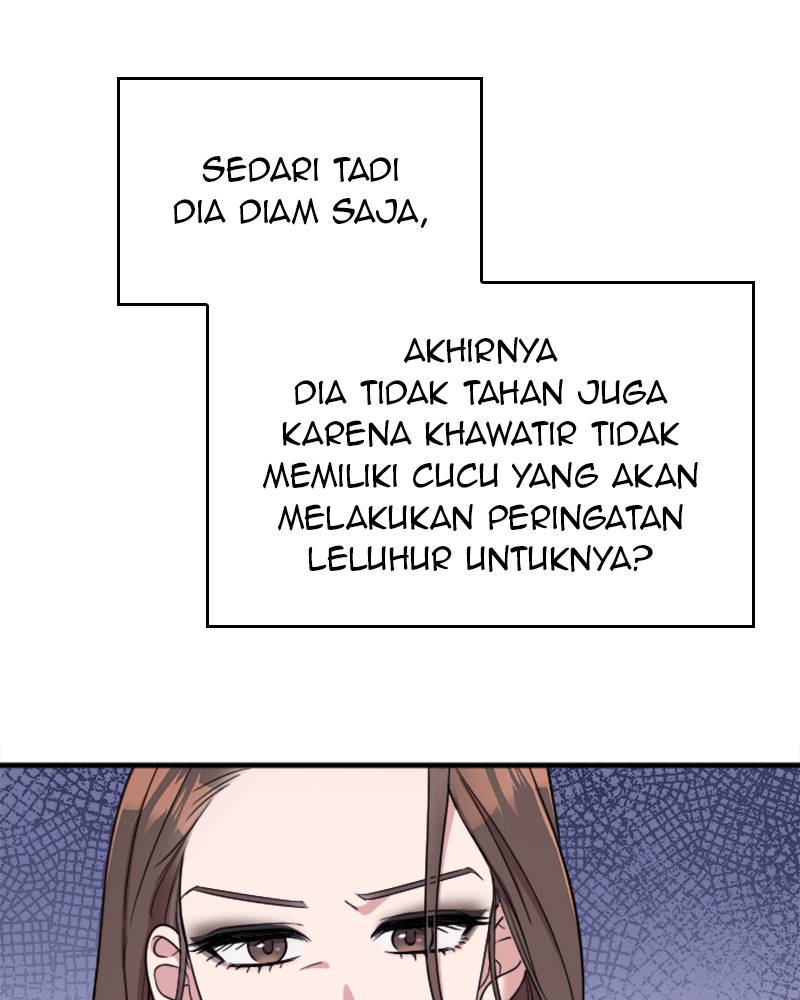 SEDARI TADI
DIA DIAM SAJA,
AKHIRNYA
DIA TIDAK TAHAN JUGA
KARENA KHAWATIR TIDAK
MEMILIKI CUCU YANG AKAN
MELAKUKAN PERINGATAN
LELUHUR UNTUKNYA?